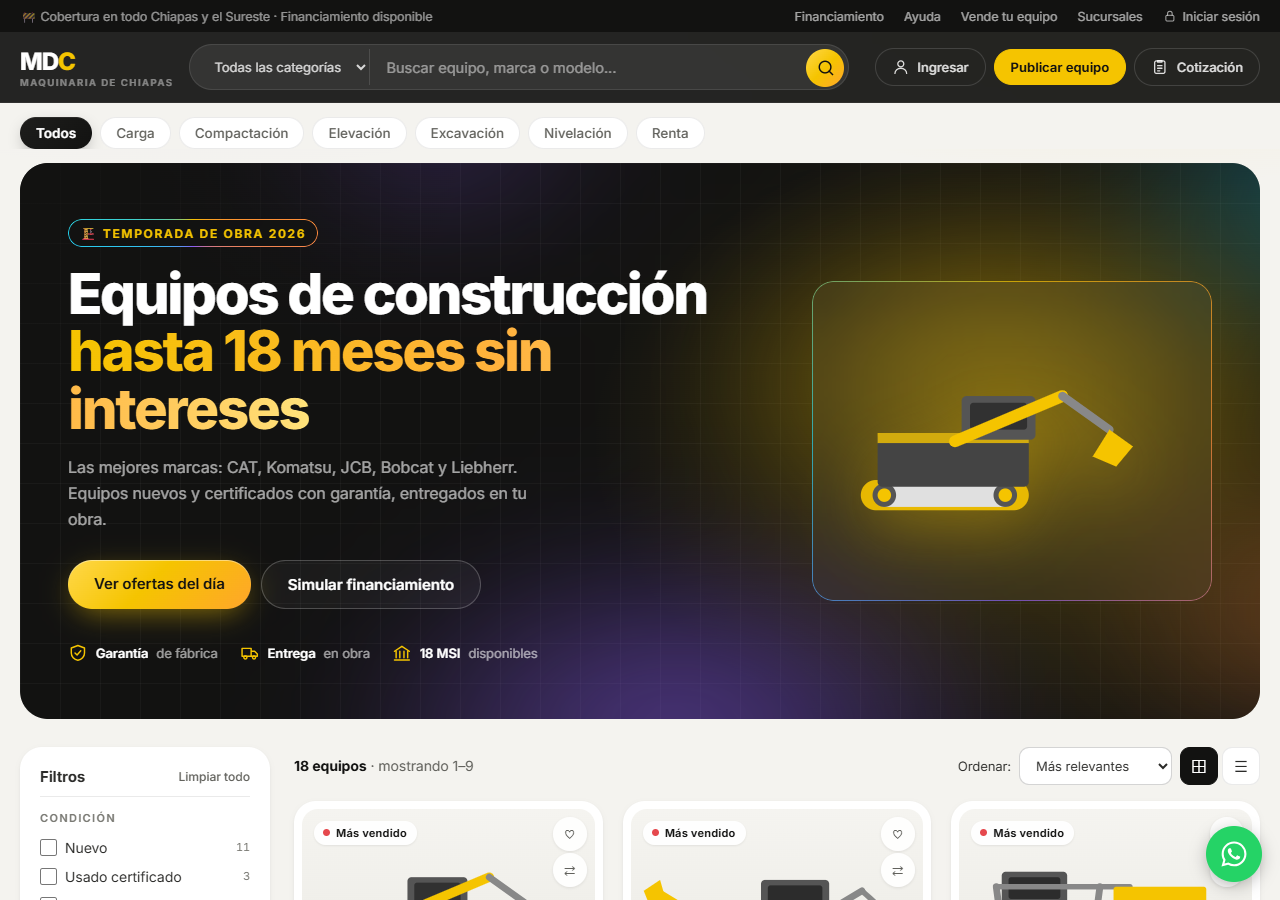 Cobertura en todo Chiapas y el Sureste · Financiamiento disponible
Financiamiento Ayuda Vende tu equipo Sucursales Iniciar sesión
MDC
MAQUINARIA DE CHIAPAS
Todas las categorías
Buscar equipo, marca o modelo...
Ingresar
Publicar equipo
Cotización
Todos Carga Compactación Elevación Excavación Nivelación Renta
TEMPORADA DE OBRA 2026
Equipos de construcción
hasta 18 meses sin
intereses
Las mejores marcas: CAT, Komatsu, JCB, Bobcat y Liebherr.
Equipos nuevos y certificados con garantía, entregados en tu
obra.
Ver ofertas del día
Simular financiamiento
Garantía de fábrica Entrega en obra 18 MSI disponibles
Filtros Limpiar todo
CONDICIÓN
Nuevo 11
Usado certificado 3
18 equipos · mostrando 1–9
Ordenar: Más relevantes
Más vendido
Más vendido
Más vendido